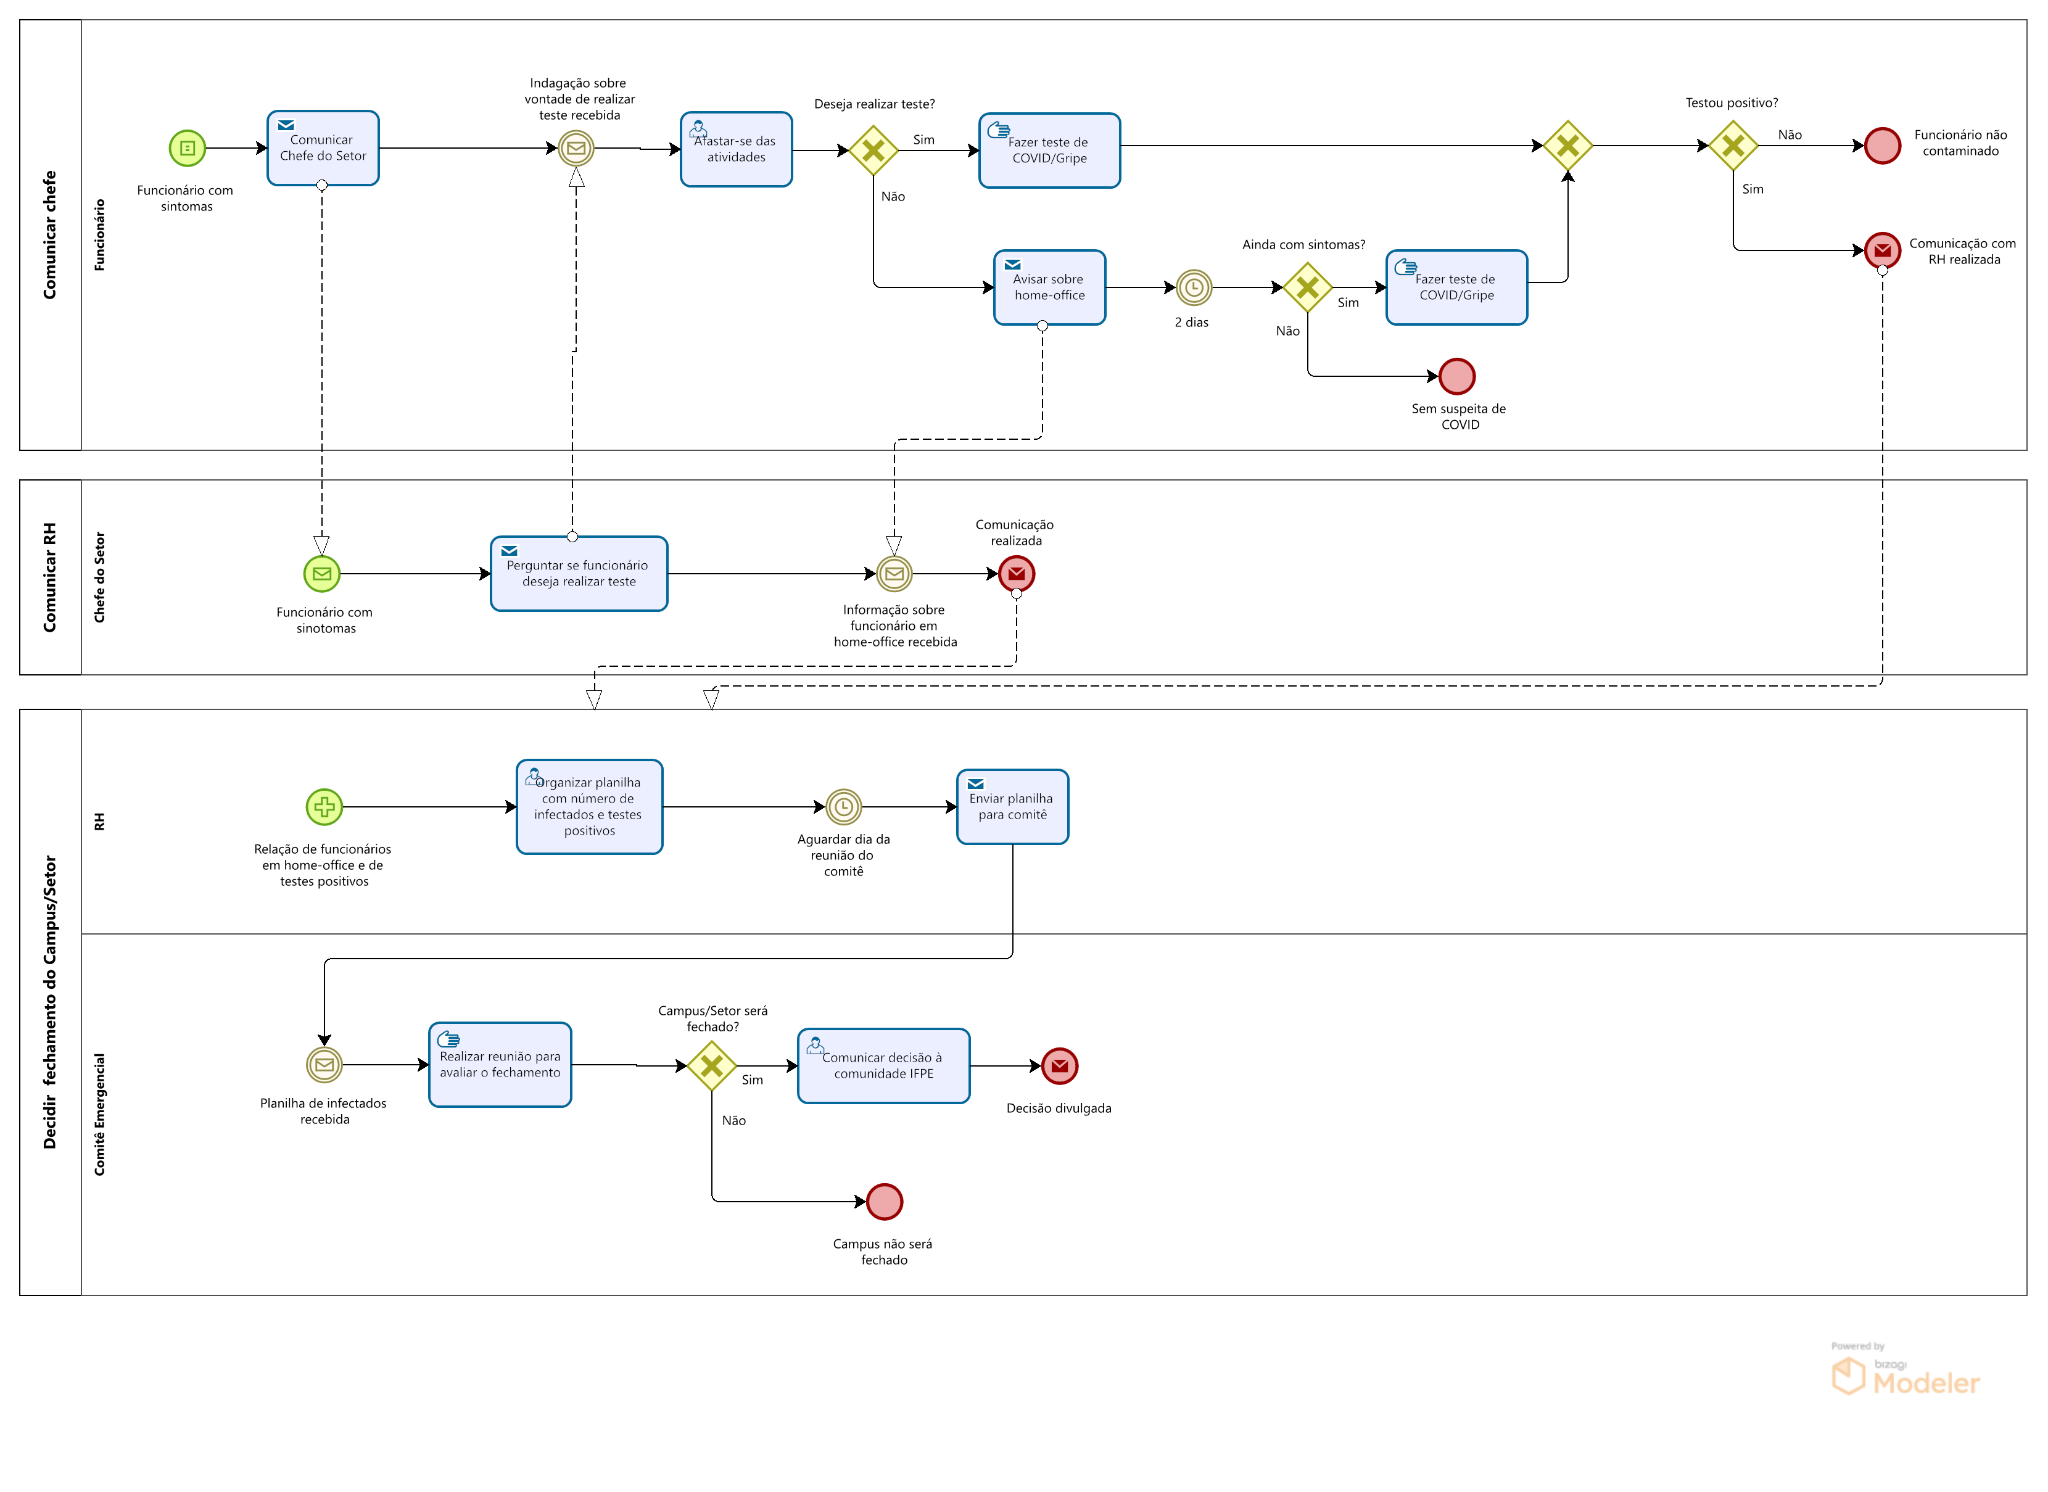 Comunicar chefe
Funcionário
Funcionário com
sintomas
Comunicar
Chefe do Setor
Indagação sobre
vontade de realizar
teste recebida
Afastar-se das
atividades
Deseja realizar teste?
Sim
Não
Fazer teste de
COVID/Gripe
Avisar sobre
home-office
2 dias
Ainda com sintomas?
Sim
Não
Fazer teste de
COVID/Gripe
Sem suspeita de
COVID
Testou positivo?
Não
Sim
Funcionário não
contaminado
Comunicação com
RH realizada
Comunicar RH
Chefe do Setor
Funcionário com
sinotomas
Perguntar se funcionário
deseja realizar teste
Informação sobre
funcionário em
home-office recebida
Comunicação
realizada
Decidir fechamento do Campus/Setor
RH
Relação de funcionários
em home-office e de
testes positivos
Organizar planilha
com número de
infectados e testes
positivos
Aguardar dia da
reunião do
comitê
Enviar planilha
para comitê
Comitê Emergencial
Planilha de infectados
recebida
Realizar reunião para
avaliar o fechamento
Campus/Setor será
fechado?
Sim
Não
Comunicar decisão à
comunidade IFPE
Decisão divulgada
Campus não será
fechado
Powered by
bizagi
Modeler